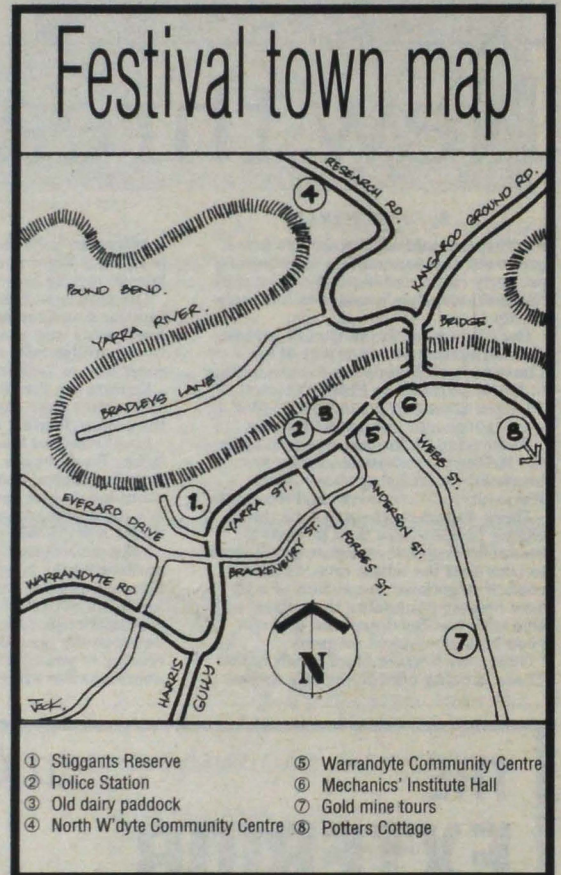 Festival town map
4
RESEARCH RD.
KANGAROO GROUND RD.
POUND BEND.
YARRA RIVER.
BRIDGE.
BRADLEYS LANE
2 3
6
5
8
WEBB ST.
1.
YARRA ST.
ANDERSON ST.
EVERARD DRIVE
BRACKENBURY ST.
FORBES ST.
WARRANDYTE RD
7
N
HARRIS
GULLY.
Jock.
① Stiggants Reserve
② Police Station
③ Old dairy paddock
④ North W'dyte Community Centre
⑤ Warrandyte Community Centre
⑥ Mechanics' Institute Hall
⑦ Gold mine tours
⑧ Potters Cottage